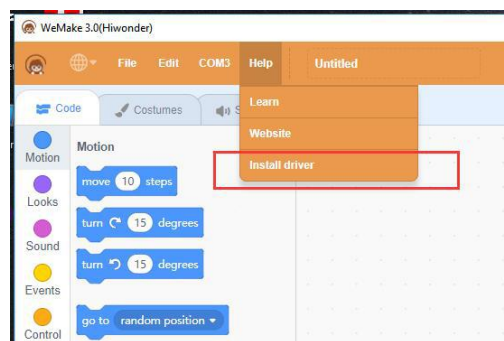 WeMake 3.0(Hiwonder)
File Edit COM3 Help Untitled
Learn
Website
Install driver
Code Costumes S
Motion
Looks
Sound
Events
Control
Motion
move 10 steps
turn 15 degrees
turn 15 degrees
go to random position